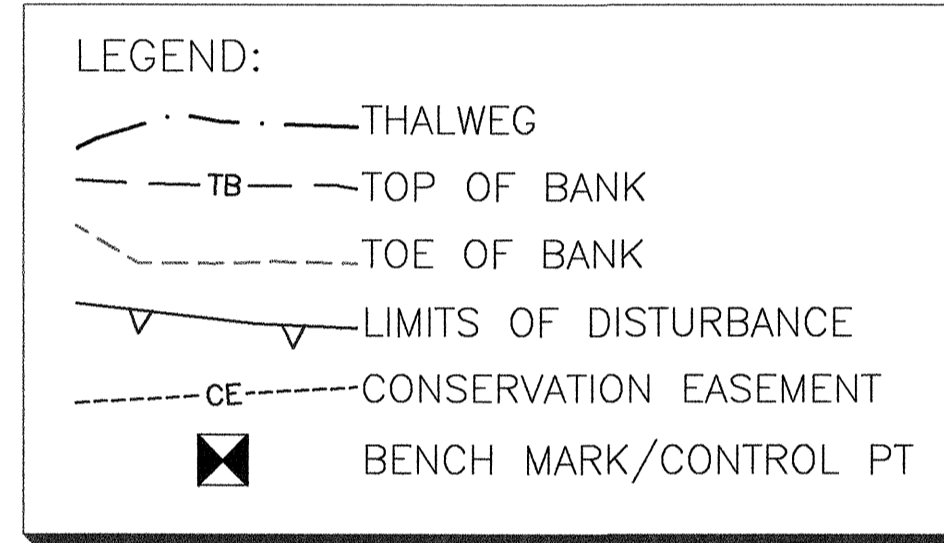 LEGEND:
THALWEG
TB TOP OF BANK
TOE OF BANK
LIMITS OF DISTURBANCE
CE CONSERVATION EASEMENT
BENCH MARK/CONTROL PT